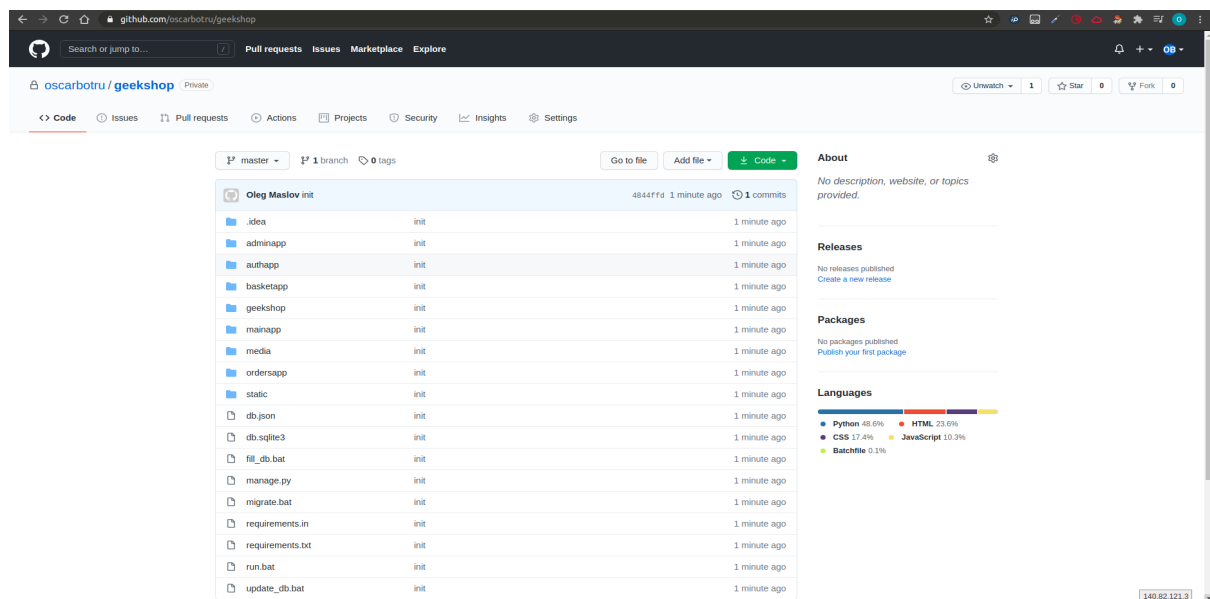 github.com/oscarbotru/geekshop
Search or jump to... / Pull requests Issues Marketplace Explore OB
oscarbotru / geekshop Private Unwatch 1 Star 0 Fork 0
Code Issues Pull requests Actions Projects Security Insights Settings
master 1 branch 0 tags Go to file Add file Code
Oleg Maslov init 4844ffd 1 minute ago 1 commits
.idea init 1 minute ago
adminapp init 1 minute ago
authapp init 1 minute ago
basketapp init 1 minute ago
geekshop init 1 minute ago
mainapp init 1 minute ago
media init 1 minute ago
ordersapp init 1 minute ago
static init 1 minute ago
db.json init 1 minute ago
db.sqlite3 init 1 minute ago
fill_db.bat init 1 minute ago
manage.py init 1 minute ago
migrate.bat init 1 minute ago
requirements.in init 1 minute ago
requirements.txt init 1 minute ago
run.bat init 1 minute ago
update_db.bat init 1 minute ago
About
No description, website, or topics
provided.
Releases
No releases published
Create a new release
Packages
No packages published
Publish your first package
Languages
Python 48.6% HTML 23.6%
CSS 17.4% JavaScript 10.3%
Batchfile 0.1%
140.82.121.3